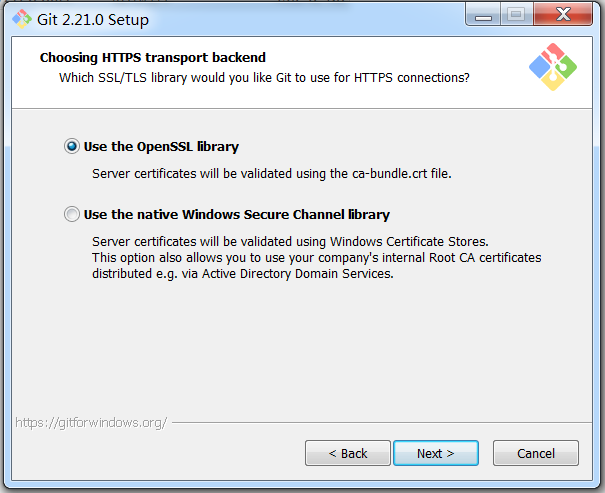 Git 2.21.0 Setup
Choosing HTTPS transport backend
Which SSL/TLS library would you like Git to use for HTTPS connections?
Use the OpenSSL library
Server certificates will be validated using the ca-bundle.crt file.
Use the native Windows Secure Channel library
Server certificates will be validated using Windows Certificate Stores.
This option also allows you to use your company's internal Root CA certificates
distributed e.g. via Active Directory Domain Services.
https://gitforwindows.org/
< Back
Next >
Cancel